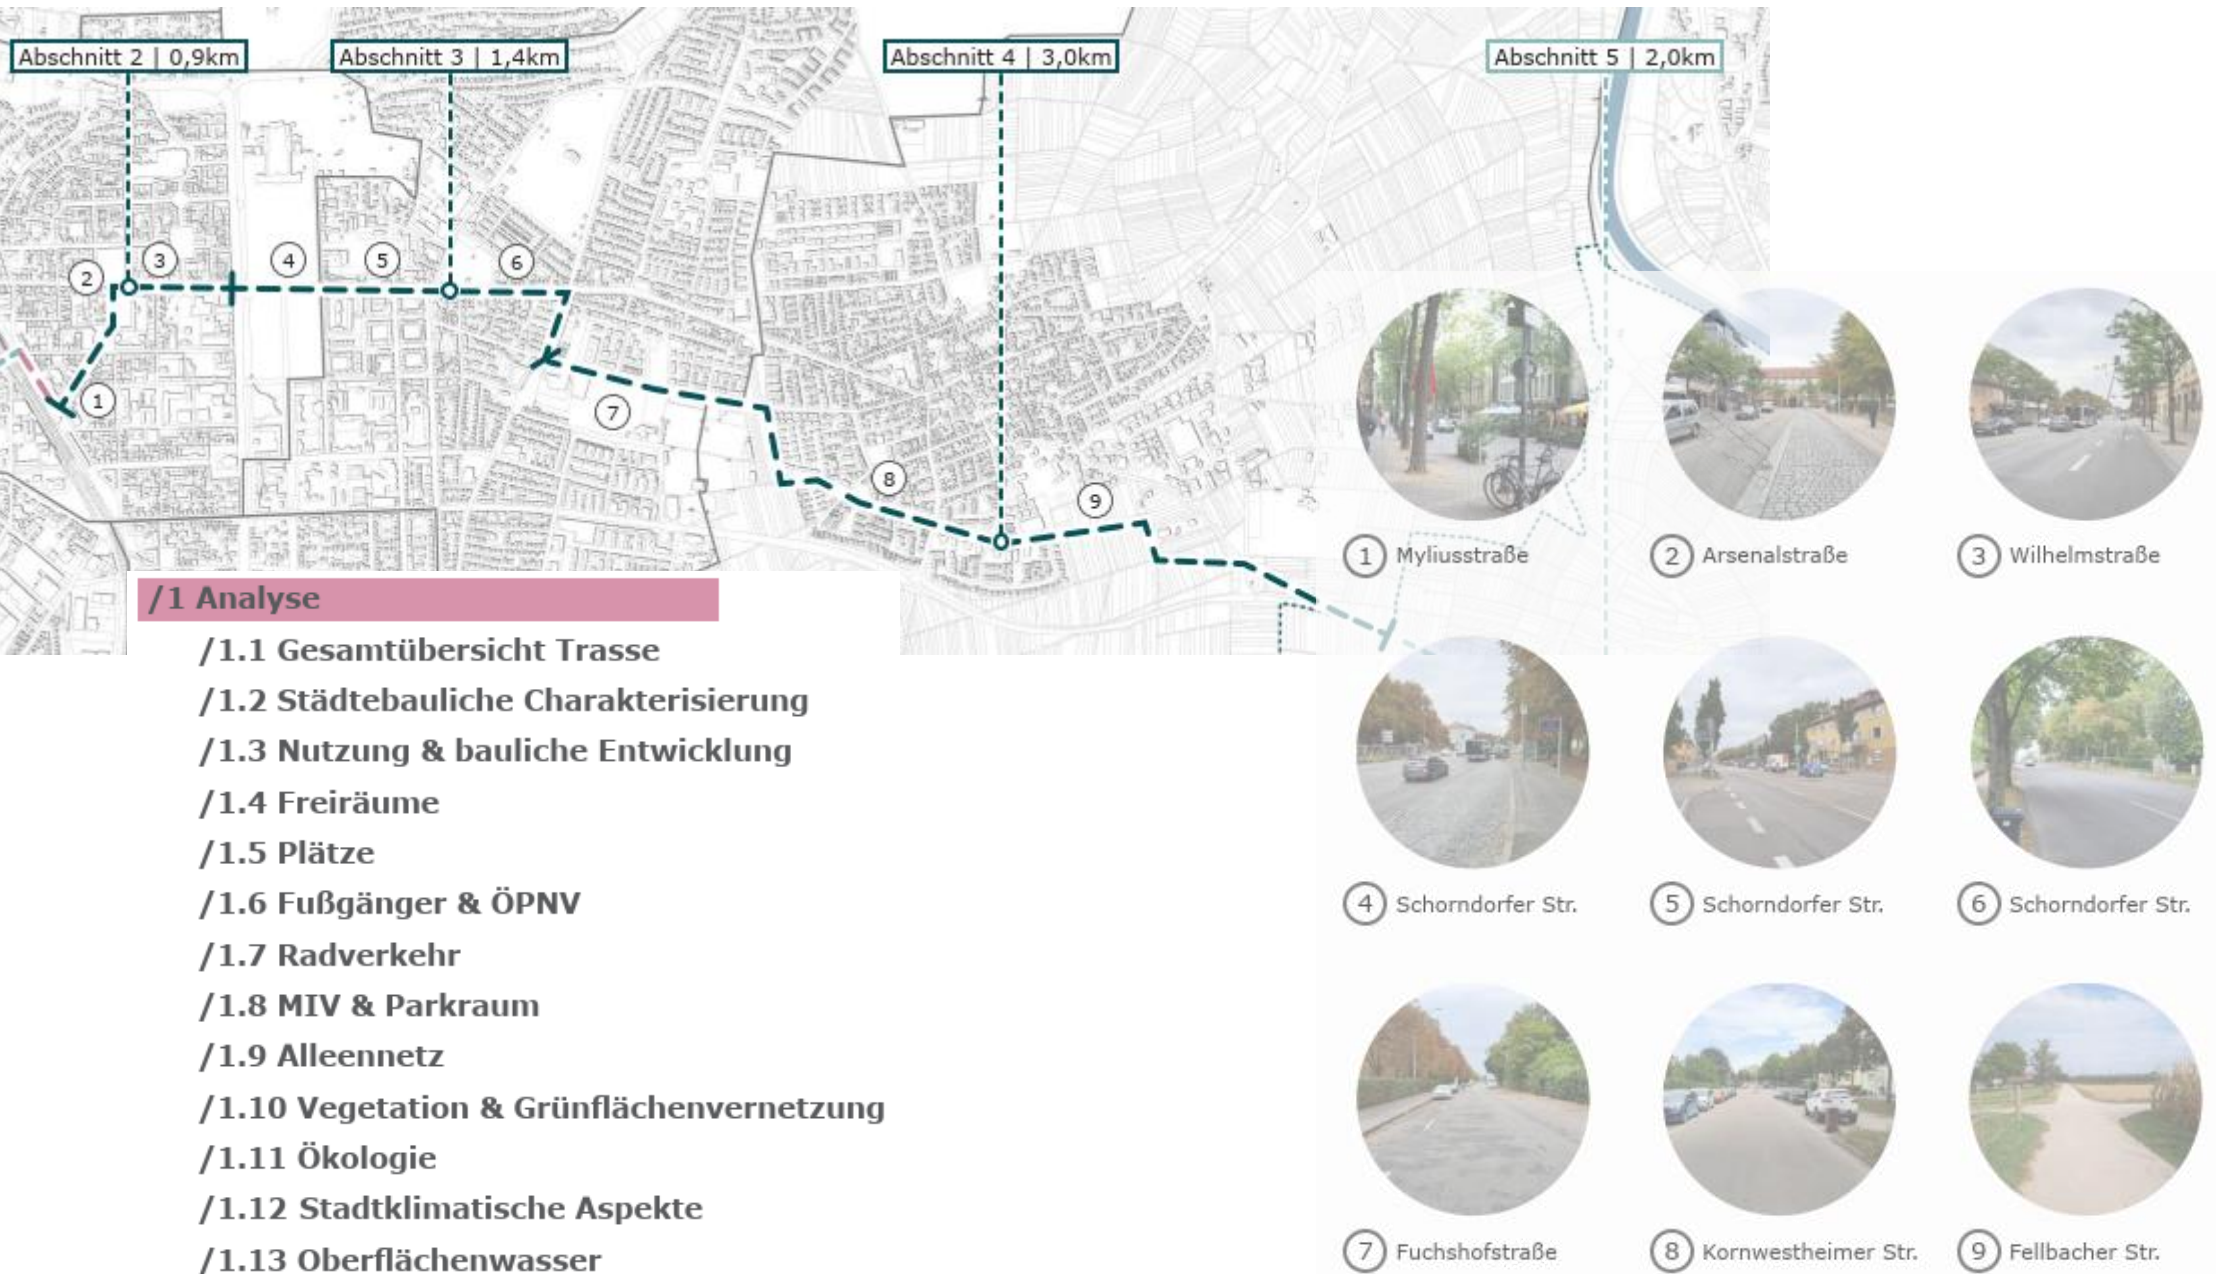 Abschnitt 2 | 0,9km
Abschnitt 3 | 1,4km
Abschnitt 4 | 3,0km
Abschnitt 5 | 2,0km
1
2
3
4
5
6
7
8
9
/1 Analyse
/1.1 Gesamtübersicht Trasse
/1.2 Städtebauliche Charakterisierung
/1.3 Nutzung & bauliche Entwicklung
/1.4 Freiräume
/1.5 Plätze
/1.6 Fußgänger & ÖPNV
/1.7 Radverkehr
/1.8 MIV & Parkraum
/1.9 Alleennetz
/1.10 Vegetation & Grünflächenvernetzung
/1.11 Ökologie
/1.12 Stadtklimatische Aspekte
/1.13 Oberflächenwasser
1 Myliusstraße
2 Arsenalstraße
3 Wilhelmstraße
4 Schorndorfer Str.
5 Schorndorfer Str.
6 Schorndorfer Str.
7 Fuchshofstraße
8 Kornwestheimer Str.
9 Fellbacher Str.